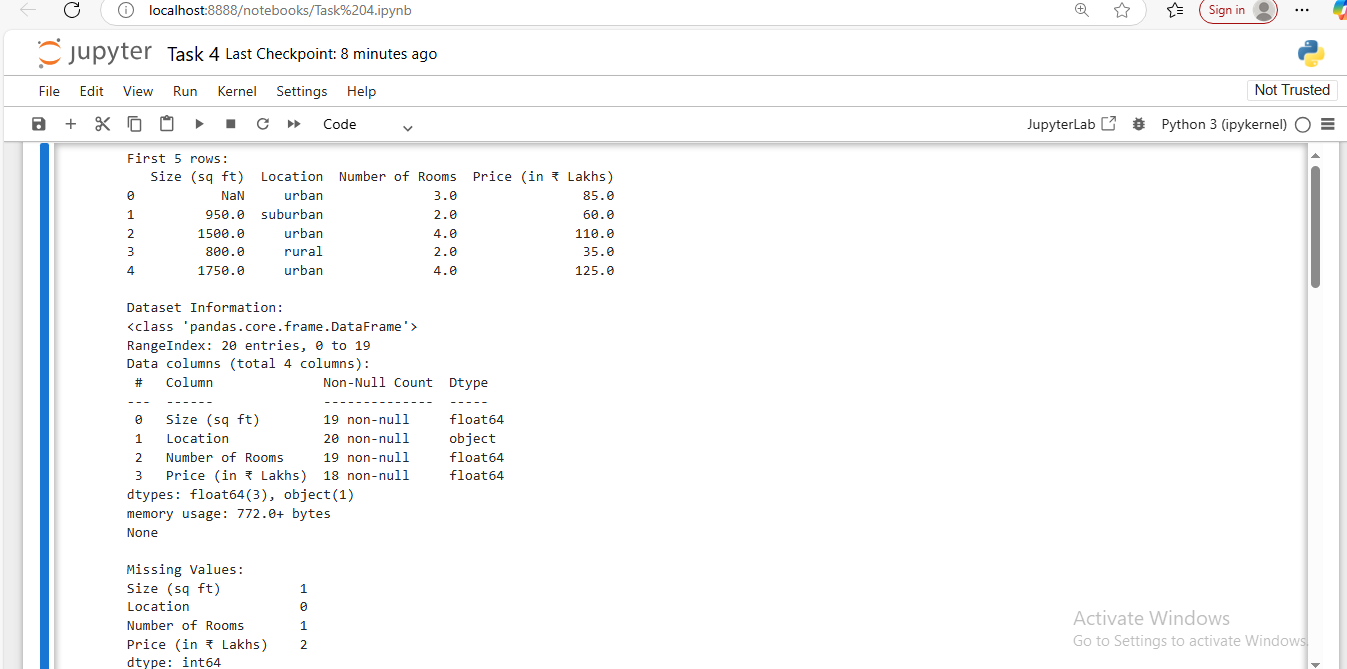 localhost:8888/notebooks/Task%204.ipynb
Sign in
jupyter Task 4 Last Checkpoint: 8 minutes ago
File Edit View Run Kernel Settings Help
Not Trusted
Code
JupyterLab
Python 3 (ipykernel)
First 5 rows:
Size (sq ft) Location Number of Rooms Price (in ₹ Lakhs)
0 NaN urban 3.0 85.0
1 950.0 suburban 2.0 60.0
2 1500.0 urban 4.0 110.0
3 800.0 rural 2.0 35.0
4 1750.0 urban 4.0 125.0
Dataset Information:
<class 'pandas.core.frame.DataFrame'>
RangeIndex: 20 entries, 0 to 19
Data columns (total 4 columns):
# Column Non-Null Count Dtype
--- ------ -------------- -----
0 Size (sq ft) 19 non-null float64
1 Location 20 non-null object
2 Number of Rooms 19 non-null float64
3 Price (in ₹ Lakhs) 18 non-null float64
dtypes: float64(3), object(1)
memory usage: 772.0+ bytes
None
Missing Values:
Size (sq ft) 1
Location 0
Number of Rooms 1
Price (in ₹ Lakhs) 2
dtype: int64
Activate Windows
Go to Settings to activate Windows.